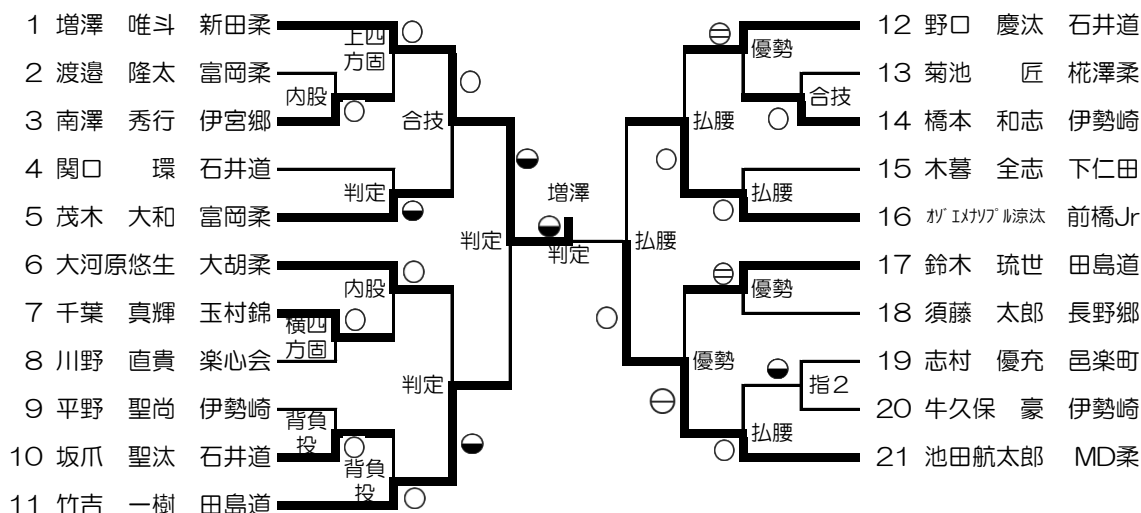 1 増澤 唯斗 新田柔
2 渡邉 隆太 富岡柔
3 南澤 秀行 伊宮郷
4 関口 環 石井道
5 茂木 大和 富岡柔
6 大河原悠生 大胡柔
7 千葉 真輝 玉村錦
8 川野 直貴 楽心会
9 平野 聖尚 伊勢崎
10 坂爪 聖汰 石井道
11 竹吉 一樹 田島道
上四
方固
内股
合技
判定
判定
内股
横四
方固
判定
背負
投
背負
投
増澤
判定
優勢
合技
払腰
払腰
払腰
優勢
優勢
指2
払腰
12 野口 慶汰 石井道
13 菊池 匠 椛澤柔
14 橋本 和志 伊勢崎
15 木暮 全志 下仁田
16 ｵｼﾞｴﾒﾅﾘﾌﾟﾙ涼汰 前橋Jr
17 鈴木 琉世 田島道
18 須藤 太郎 長野郷
19 志村 優充 邑楽町
20 牛久保 豪 伊勢崎
21 池田航太郎 MD柔